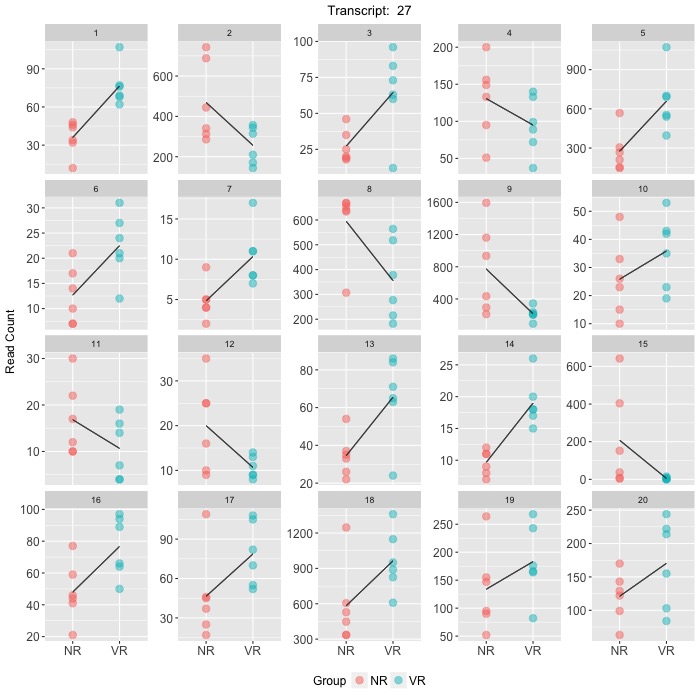 Transcript: 27
1 2 3 4 5
90 60 30
600 400 200
100 75 50 25
200 150 100 50
900 600 300
6 7 8 9 10
30 25 20 15 10
15 10 5
600 500 400 300 200
1600 1200 800 400
50 40 30 20 10
Read Count
11 12 13 14 15
30 20 10
30 20 10
80 60 40 20
25 20 15 10
600 400 200 0
16 17 18 19 20
100 80 60 40 20
90 60 30
1200 900 600 300
250 200 150 100 50
250 200 150 100
NR VR NR VR NR VR NR VR NR VR
Group NR VR